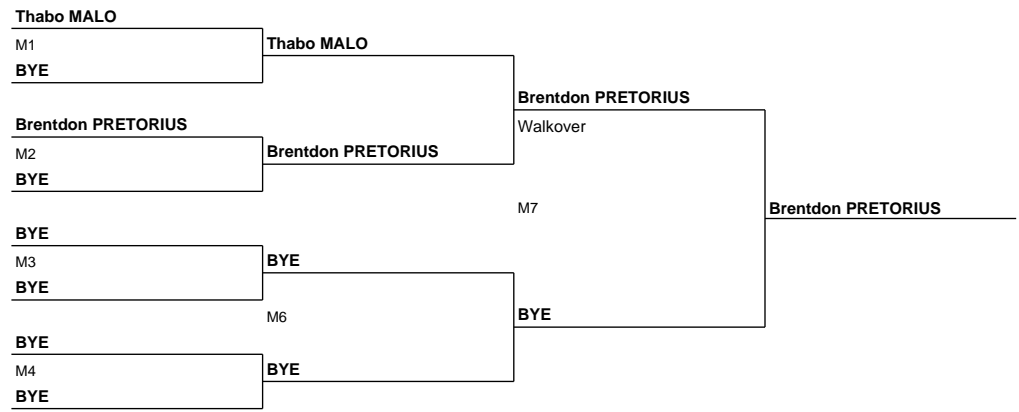 Thabo MALO
M1
Thabo MALO
BYE
Brentdon PRETORIUS
Brentdon PRETORIUS
Walkover
M2
Brentdon PRETORIUS
BYE
M7
Brentdon PRETORIUS
BYE
M3
BYE
BYE
M6
BYE
BYE
M4
BYE
BYE